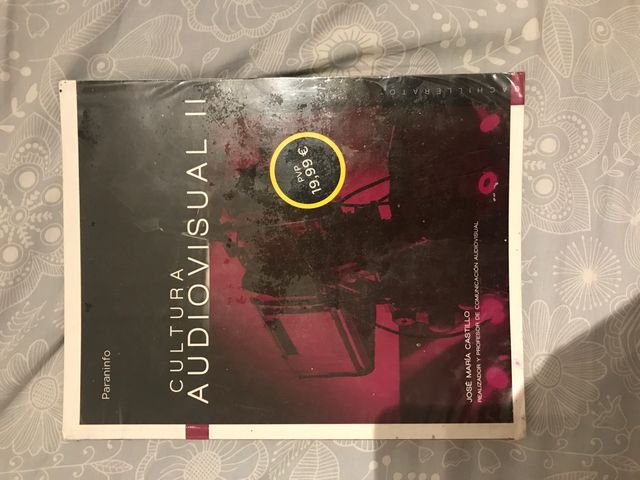 BACHILLERATO
CULTURA
AUDIOVISUAL II
PVP
19,99 €
JOSÉ MARÍA CASTILLO
REALIZADOR Y PROFESOR DE COMUNICACIÓN AUDIOVISUAL
Paraninfo